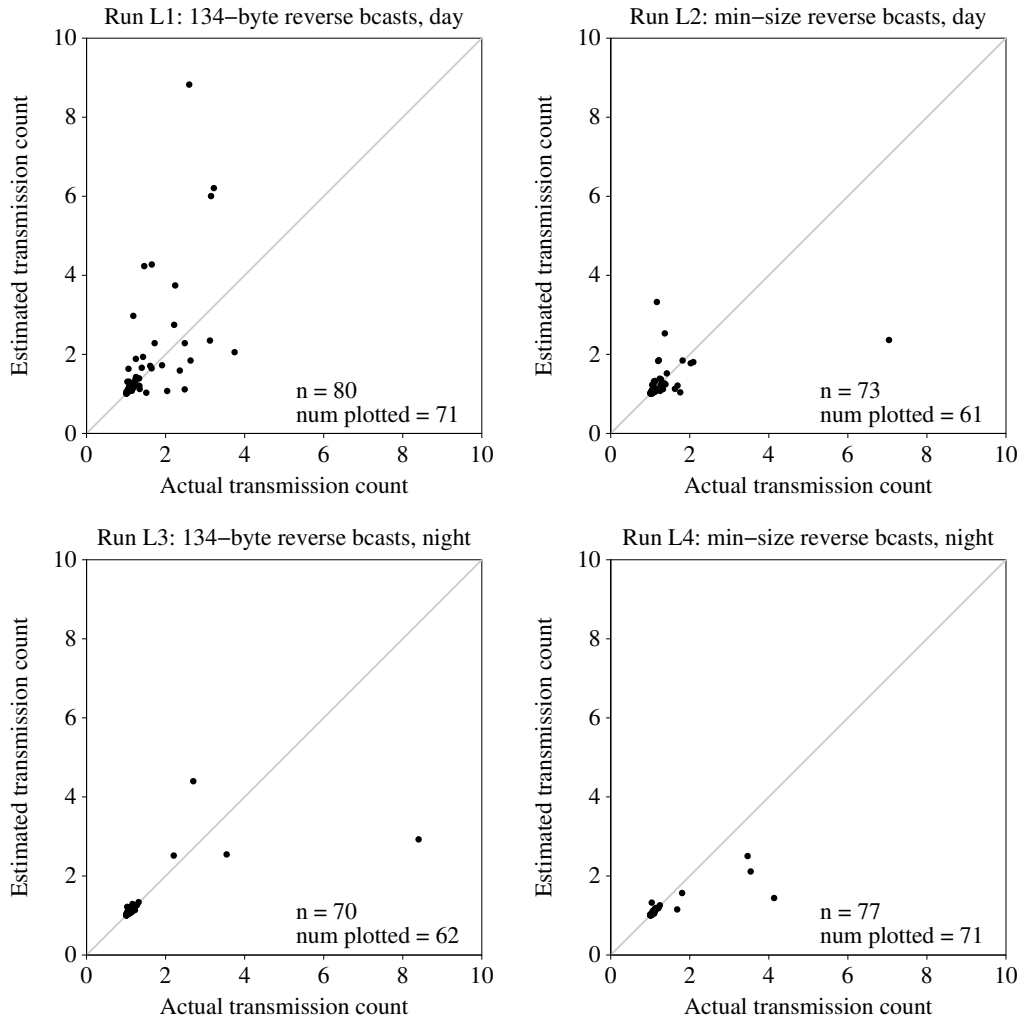 Run L1: 134−byte reverse bcasts, day
Estimated transmission count
10
8
6
4
2
0
n = 80
num plotted = 71
0 2 4 6 8 10
Actual transmission count
Run L2: min−size reverse bcasts, day
Estimated transmission count
10
8
6
4
2
0
n = 73
num plotted = 61
0 2 4 6 8 10
Actual transmission count
Run L3: 134−byte reverse bcasts, night
Estimated transmission count
10
8
6
4
2
0
n = 70
num plotted = 62
0 2 4 6 8 10
Actual transmission count
Run L4: min−size reverse bcasts, night
Estimated transmission count
10
8
6
4
2
0
n = 77
num plotted = 71
0 2 4 6 8 10
Actual transmission count